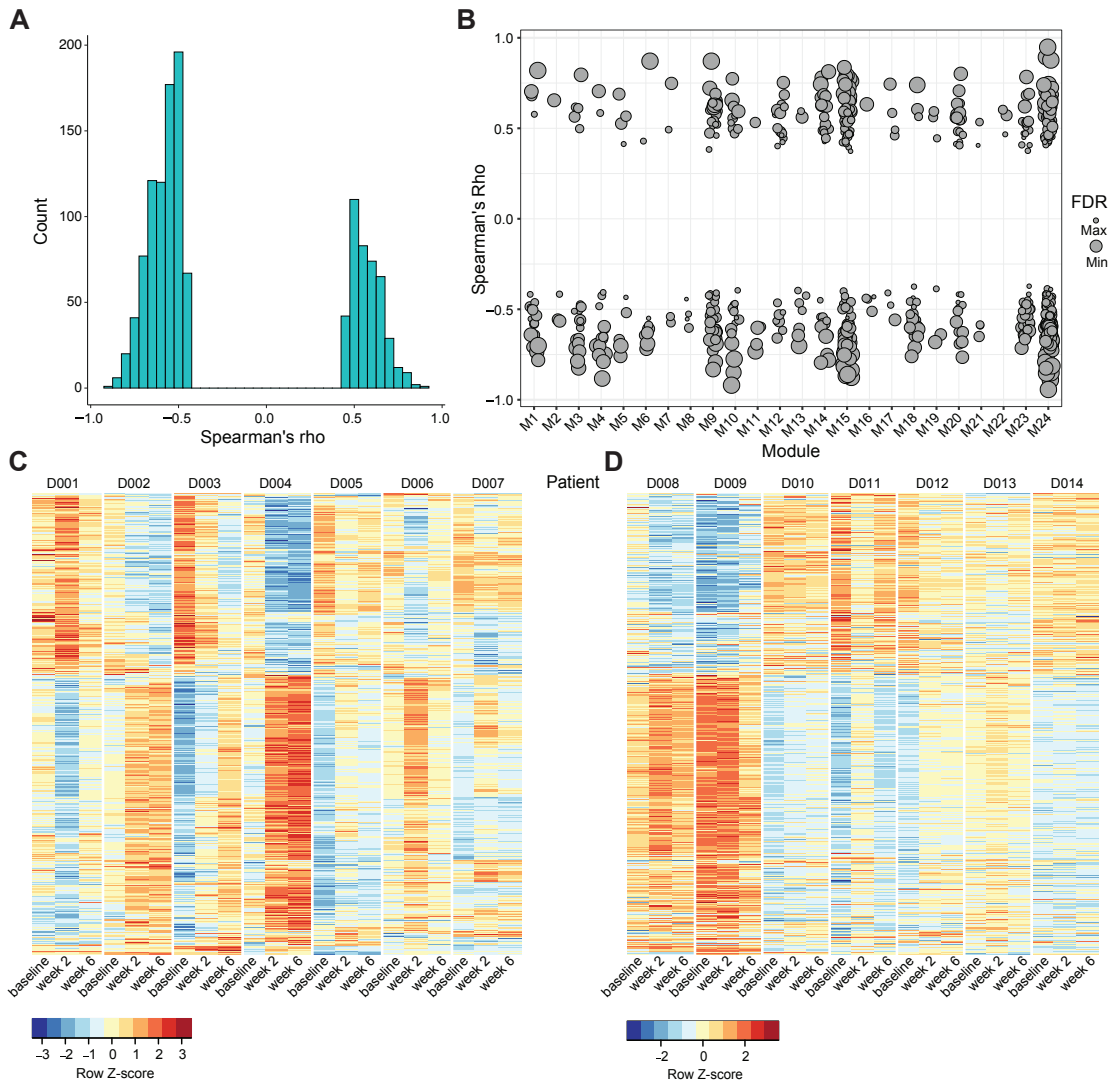 A
200
150
100
50
0
Count
−1.0
−0.5
0.0
0.5
1.0
Spearman's rho
B
1.0
0.5
0.0
−0.5
−1.0
Spearman's Rho
M1
M2
M3
M4
M5
M6
M7
M8
M9
M10
M11
M12
M13
M14
M15
M16
M17
M18
M19
M20
M21
M22
M23
M24
Module
FDR
Max
Min
C
D001 D002 D003 D004 D005 D006 D007
baseline week 2 week 6 baseline week 2 week 6 baseline week 2 week 6 baseline week 2 week 6 baseline week 2 week 6 baseline week 2 week 6 baseline week 2 week 6
−3 −2 −1 0 1 2 3
Row Z-score
D
Patient D008 D009 D010 D011 D012 D013 D014
baseline week 2 week 6 baseline week 2 week 6 baseline week 2 week 6 baseline week 2 week 6 baseline week 2 week 6 baseline week 2 week 6 baseline week 2 week 6
−2 0 2
Row Z-score